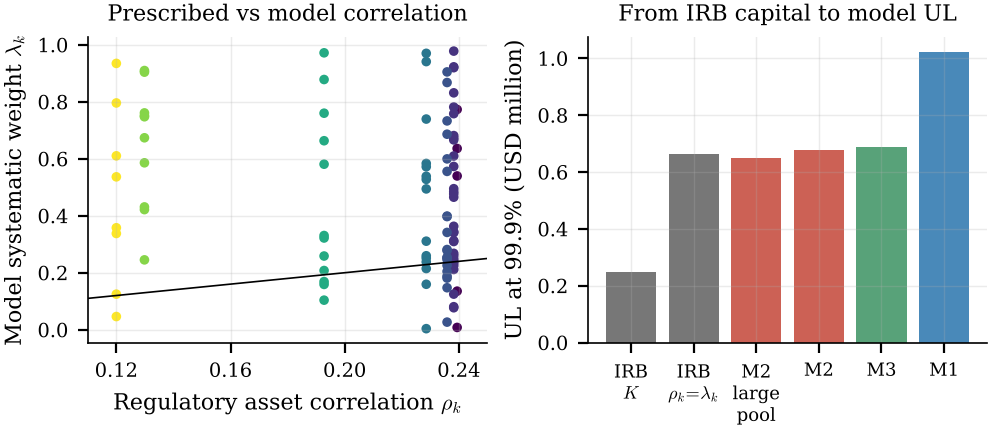 Prescribed vs model correlation
Model systematic weight λₖ
1.0
0.8
0.6
0.4
0.2
0.0
0.12
0.16
0.20
0.24
Regulatory asset correlation ρₖ
From IRB capital to model UL
UL at 99.9% (USD million)
1.0
0.8
0.6
0.4
0.2
0.0
IRB
K
IRB
ρₖ=λₖ
M2
large
pool
M2
M3
M1